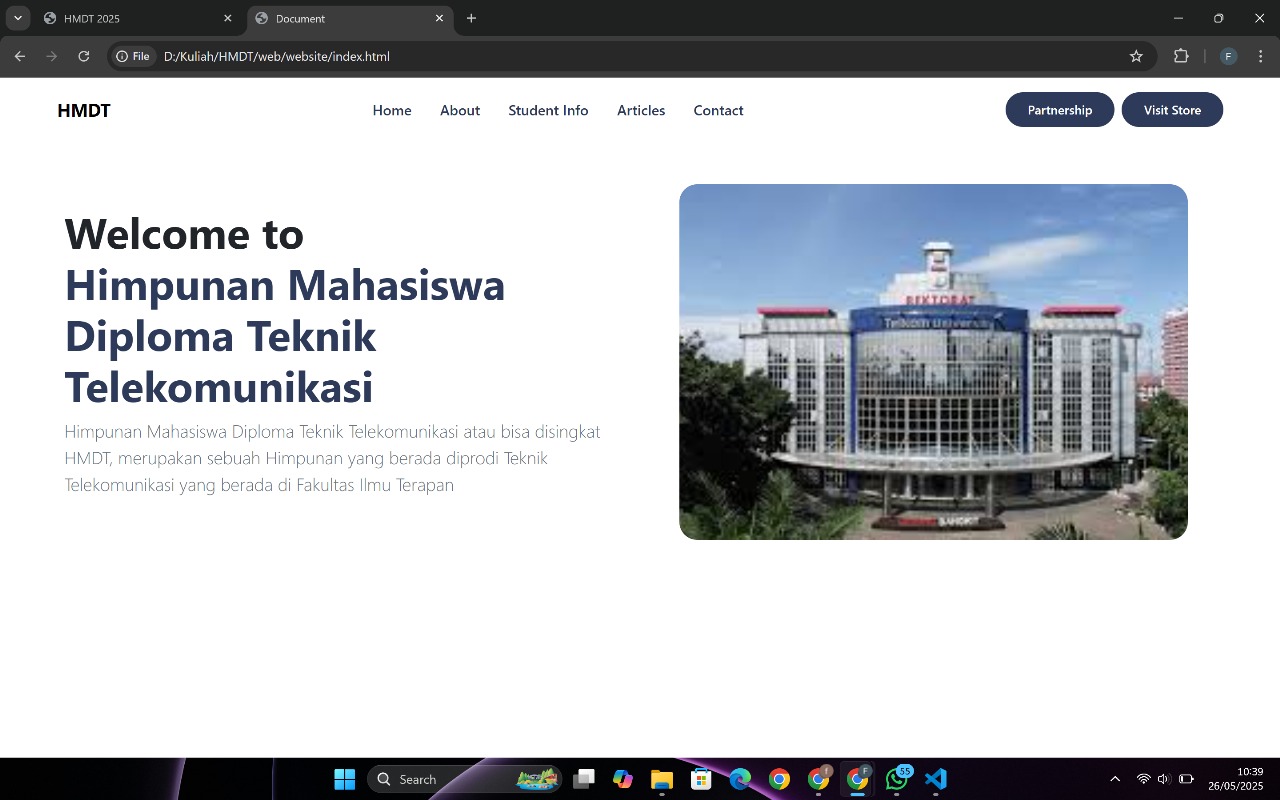 HMDT 2025
Document
File
D:/Kuliah/HMDT/web/website/index.html
F
HMDT
Home
About
Student Info
Articles
Contact
Partnership
Visit Store
Welcome to
Himpunan Mahasiswa
Diploma Teknik
Telekomunikasi
Himpunan Mahasiswa Diploma Teknik Telekomunikasi atau bisa disingkat
HMDT, merupakan sebuah Himpunan yang berada diprodi Teknik
Telekomunikasi yang berada di Fakultas Ilmu Terapan
REKTORAT
Telkom University
BANGKIT
Search
F
55
10:39
26/05/2025